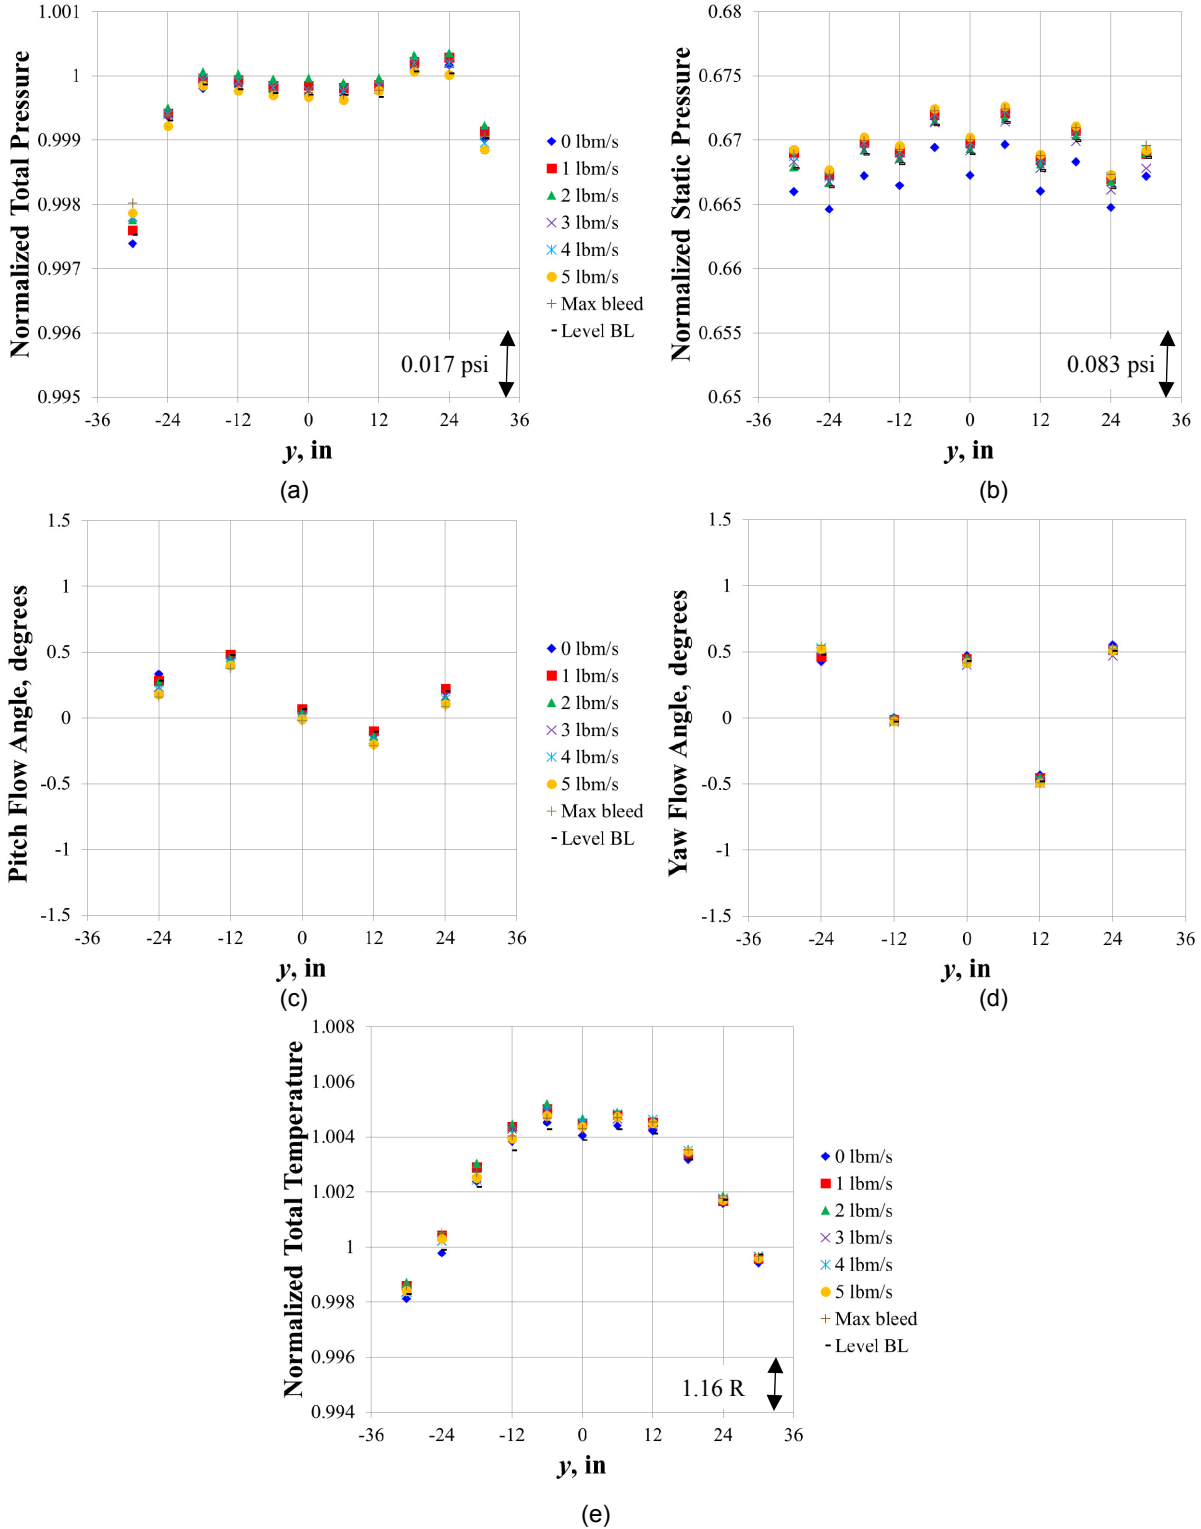 Normalized Total Pressure
1.001
1
0.999
0.998
0.997
0.996
0.995
-36 -24 -12 0 12 24 36
y, in
0.017 psi
0 lbm/s
1 lbm/s
2 lbm/s
3 lbm/s
4 lbm/s
5 lbm/s
Max bleed
Level BL
(a)
Normalized Static Pressure
0.68
0.675
0.67
0.665
0.66
0.655
0.65
-36 -24 -12 0 12 24 36
y, in
0.083 psi
(b)
Pitch Flow Angle, degrees
1.5
1
0.5
0
-0.5
-1
-1.5
-36 -24 -12 0 12 24 36
y, in
0 lbm/s
1 lbm/s
2 lbm/s
3 lbm/s
4 lbm/s
5 lbm/s
Max bleed
Level BL
(c)
Yaw Flow Angle, degrees
1.5
1
0.5
0
-0.5
-1
-1.5
-36 -24 -12 0 12 24 36
y, in
(d)
Normalized Total Temperature
1.008
1.006
1.004
1.002
1
0.998
0.996
0.994
-36 -24 -12 0 12 24 36
y, in
1.16 R
0 lbm/s
1 lbm/s
2 lbm/s
3 lbm/s
4 lbm/s
5 lbm/s
Max bleed
Level BL
(e)